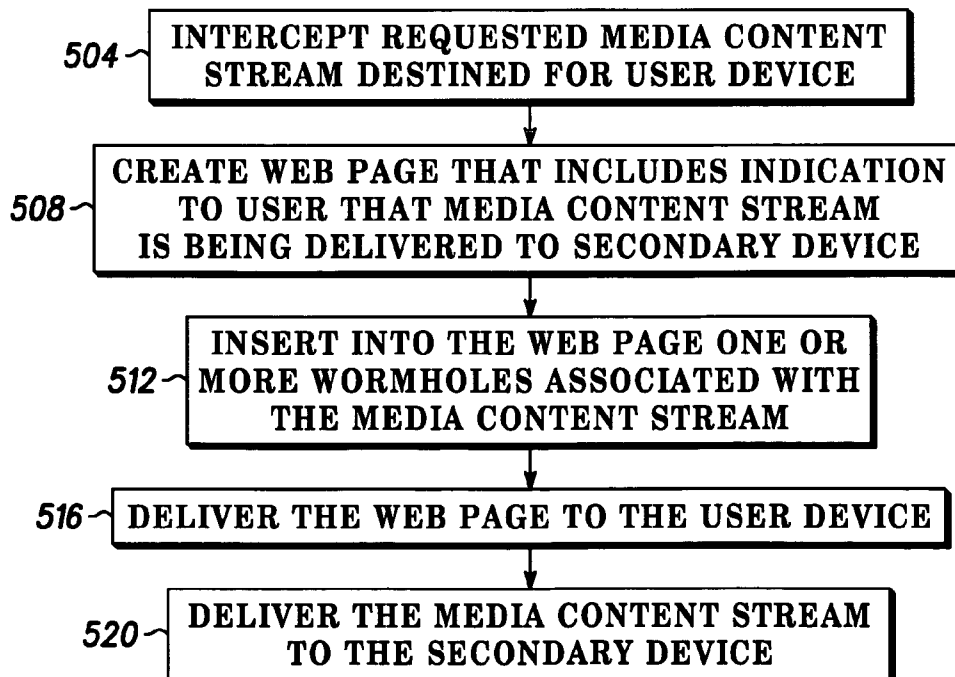 504
INTERCEPT REQUESTED MEDIA CONTENT
STREAM DESTINED FOR USER DEVICE
508
CREATE WEB PAGE THAT INCLUDES INDICATION
TO USER THAT MEDIA CONTENT STREAM
IS BEING DELIVERED TO SECONDARY DEVICE
512
INSERT INTO THE WEB PAGE ONE OR
MORE WORMHOLES ASSOCIATED WITH
THE MEDIA CONTENT STREAM
516
DELIVER THE WEB PAGE TO THE USER DEVICE
520
DELIVER THE MEDIA CONTENT STREAM
TO THE SECONDARY DEVICE